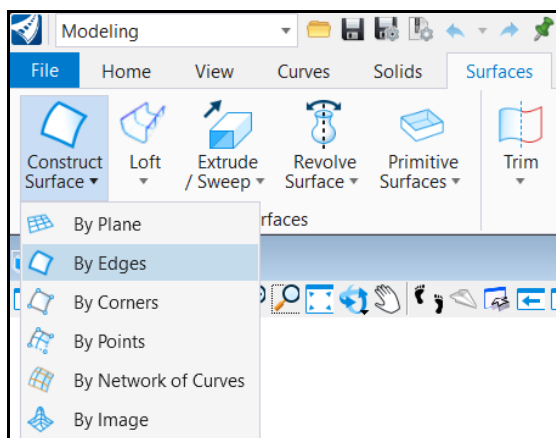 Modeling
File Home View Curves Solids Surfaces
Construct Loft Extrude Revolve Primitive Trim
Surface / Sweep Surface Surfaces
By Plane rfaces
By Edges
By Corners
By Points
By Network of Curves
By Image